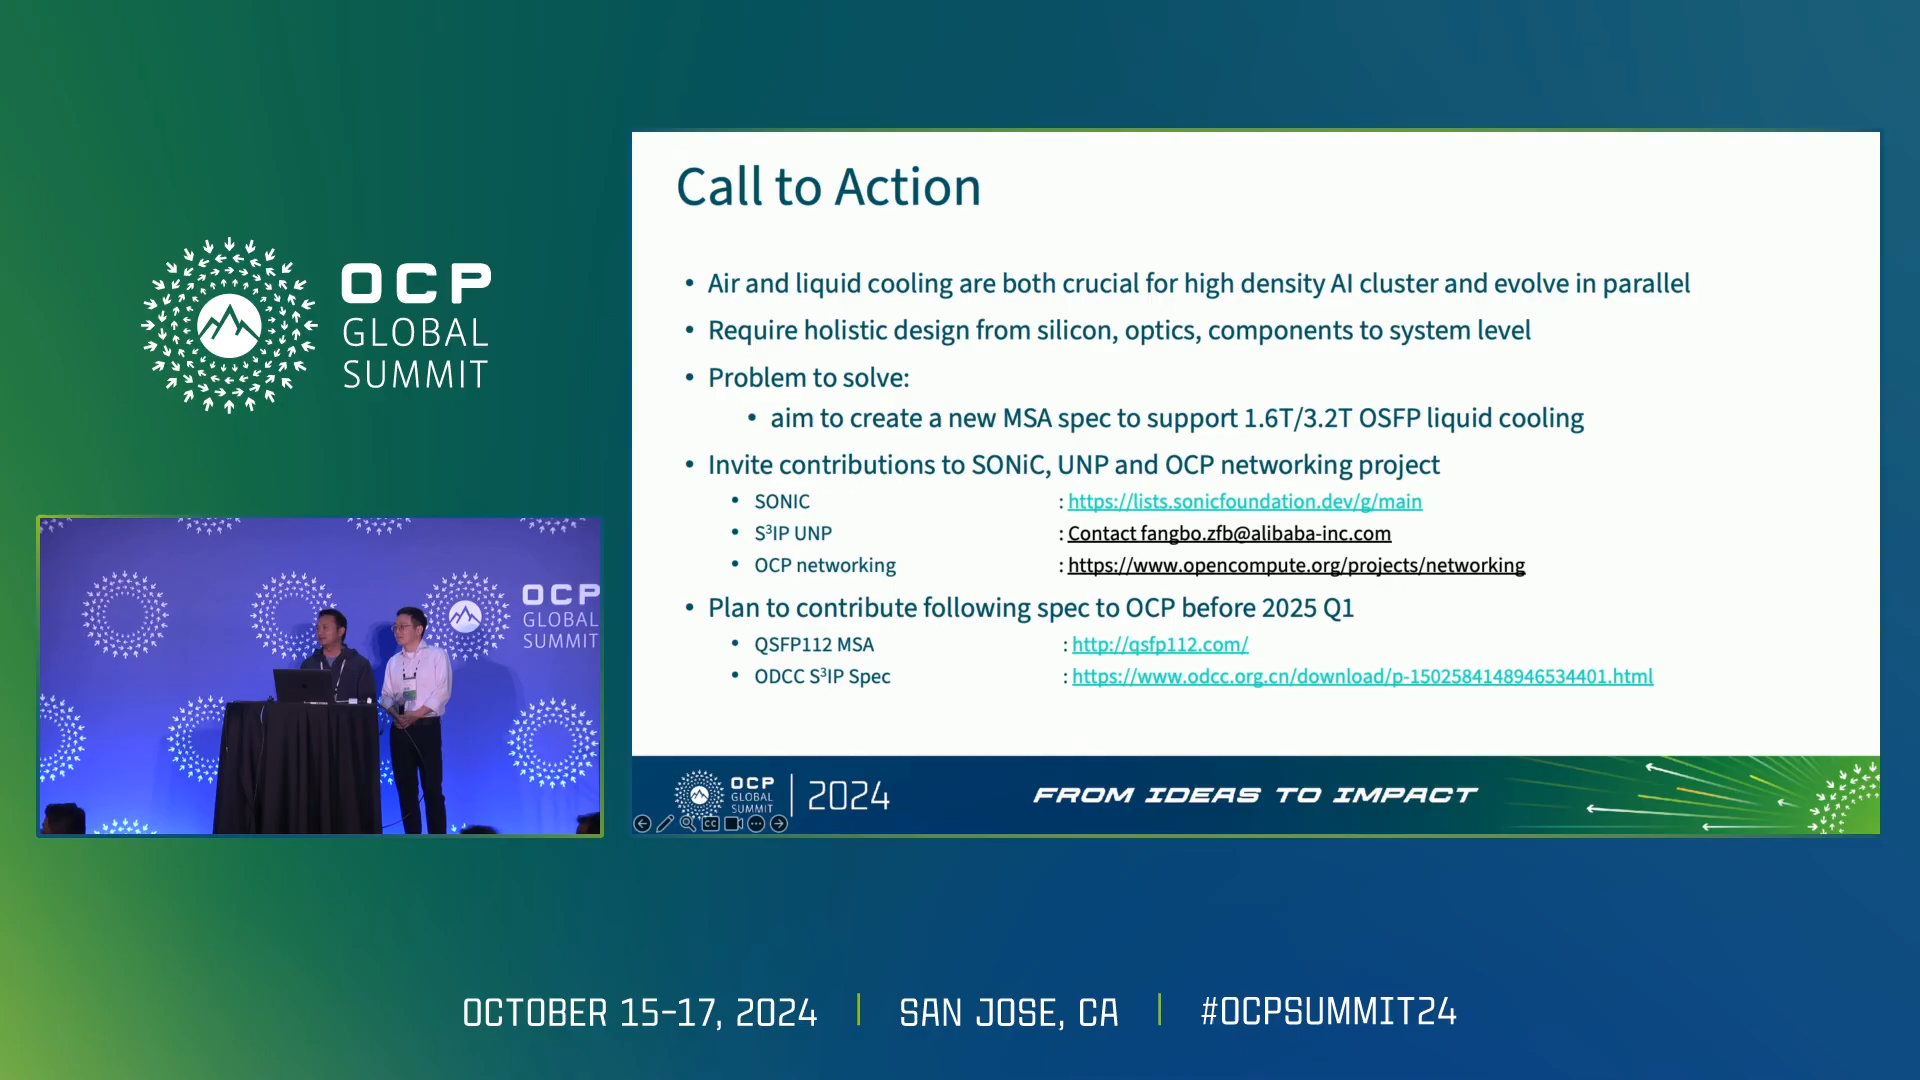 OCP
GLOBAL
SUMMIT
OCP
GLOBAL
SUMMIT
Call to Action
• Air and liquid cooling are both crucial for high density AI cluster and evolve in parallel
• Require holistic design from silicon, optics, components to system level
• Problem to solve:
• aim to create a new MSA spec to support 1.6T/3.2T OSFP liquid cooling
• Invite contributions to SONiC, UNP and OCP networking project
• SONIC : https://lists.sonicfoundation.dev/g/main
• S³IP UNP : Contact fangbo.zfb@alibaba-inc.com
• OCP networking : https://www.opencompute.org/projects/networking
• Plan to contribute following spec to OCP before 2025 Q1
• QSFP112 MSA : http://qsfp112.com/
• ODCC S³IP Spec : https://www.odcc.org.cn/download/p-1502584148946534401.html
OCP
GLOBAL
SUMMIT
2024
FROM IDEAS TO IMPACT
CC
OCTOBER 15-17, 2024 | SAN JOSE, CA | #OCPSUMMIT24